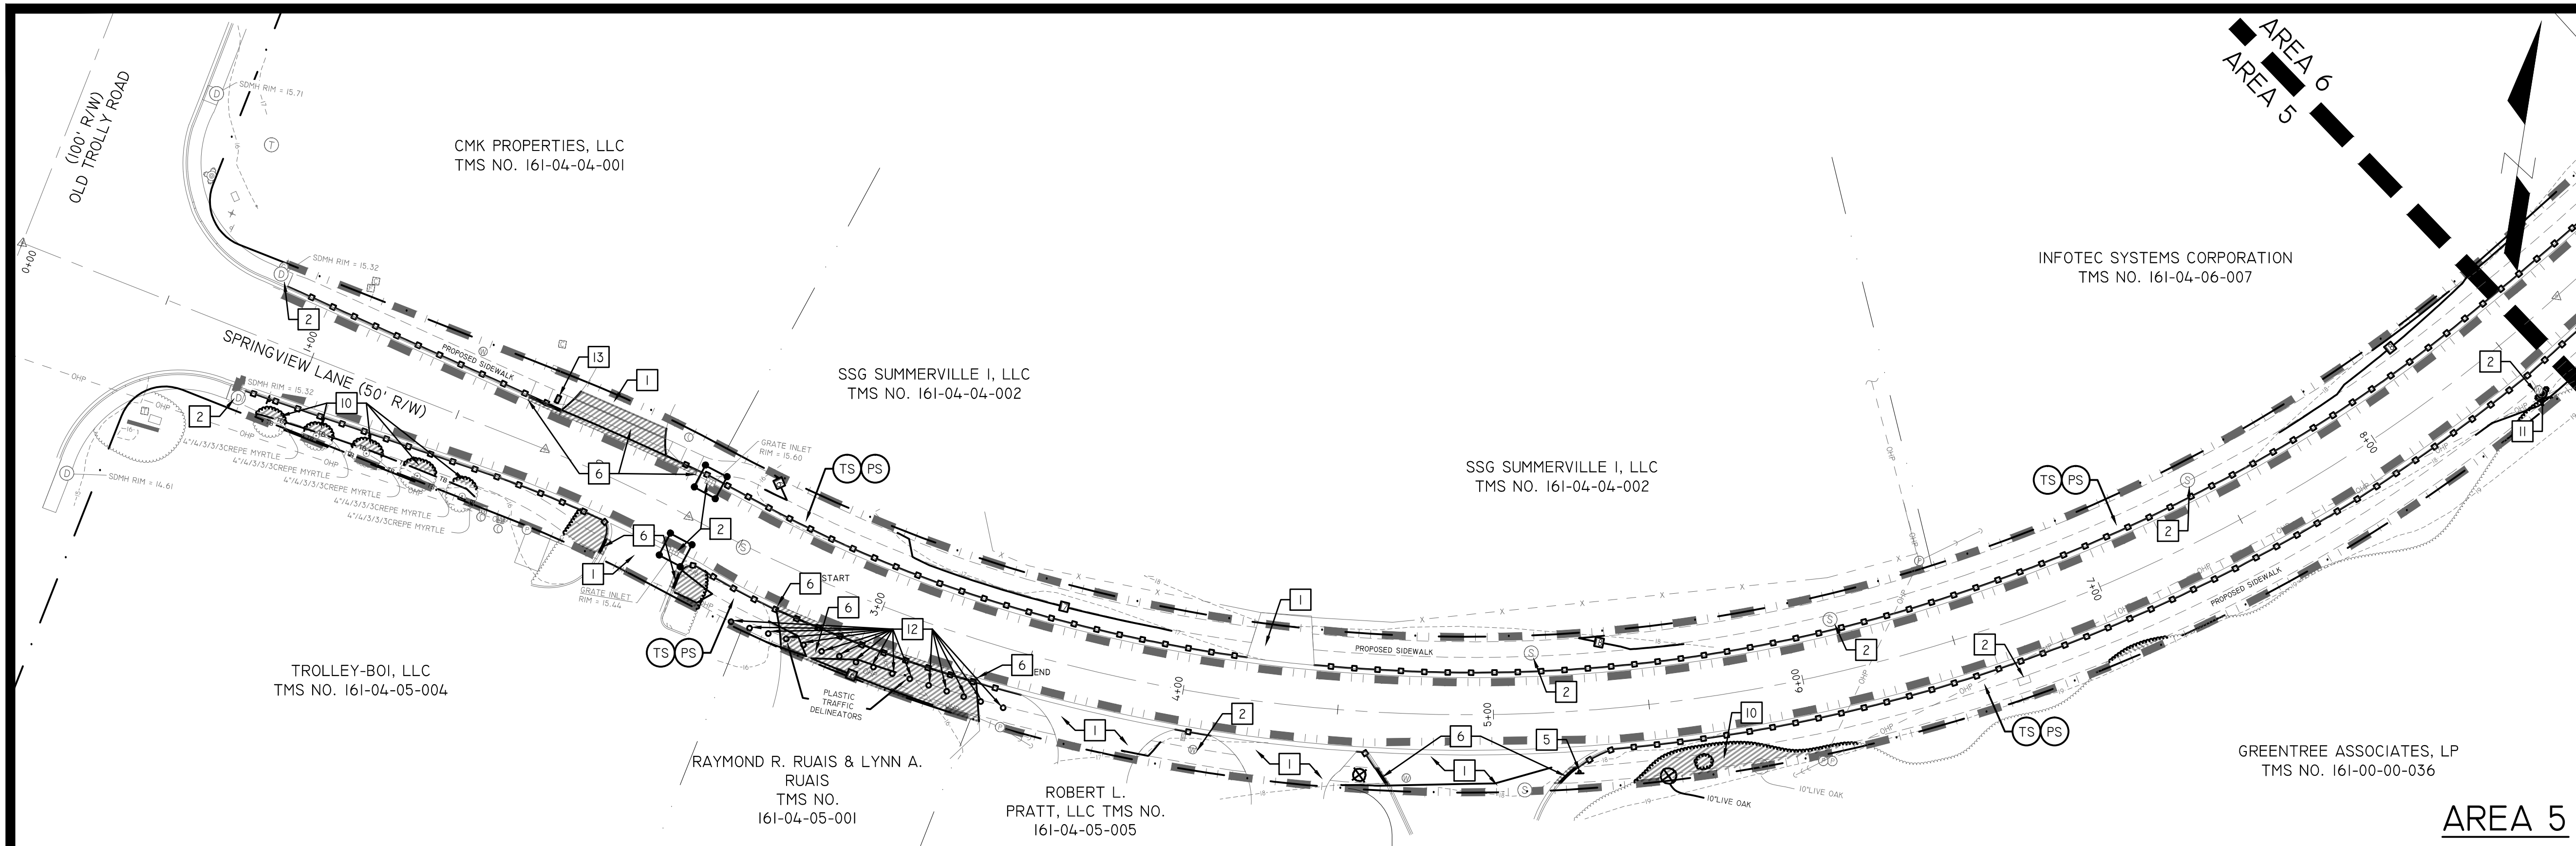 AREA 6
AREA 5
(100' R/W)
OLD TROLLY ROAD
SDMH RIM = 15.71
D
T
CMK PROPERTIES, LLC
TMS NO. 161-04-04-001
INFOTEC SYSTEMS CORPORATION
TMS NO. 161-04-06-007
0+00
SDMH RIM = 15.32
D
2
1+00
PROPOSED SIDEWALK
13
1
SPRINGVIEW LANE (50' R/W)
SSG SUMMERVILLE I, LLC
TMS NO. 161-04-04-002
OHP
SDMH RIM = 15.32
D
2
10
4"/4/3/3/3CREPE MYRTLE
4"/4/3/3/3CREPE MYRTLE
4"/4/3/3/3CREPE MYRTLE
4"/4/3/3/3CREPE MYRTLE
4"/4/3/3/3CREPE MYRTLE
OHP
TB
D
SDMH RIM = 14.61
6
GRATE INLET
RIM = 15.60
TS PS
SSG SUMMERVILLE I, LLC
TMS NO. 161-04-04-002
TS PS
S
2
8+00
2
11
6
2
S
1
GRATE INLET
RIM = 15.44
6
START
6
3+00
12
TS PS
6
END
PLASTIC
TRAFFIC
DELINEATORS
1
PROPOSED SIDEWALK
S
2
S
2
7+00
PROPOSED SIDEWALK
2
TS PS
TROLLEY-BOI, LLC
TMS NO. 161-04-05-004
RAYMOND R. RUAIS & LYNN A.
RUAIS
TMS NO.
161-04-05-001
ROBERT L.
PRATT, LLC TMS NO.
161-04-05-005
4+00
1
2
1
5+00
6
1
5
6+00
10
10"LIVE OAK
10"LIVE OAK
GREENTREE ASSOCIATES, LP
TMS NO. 161-00-00-036
AREA 5